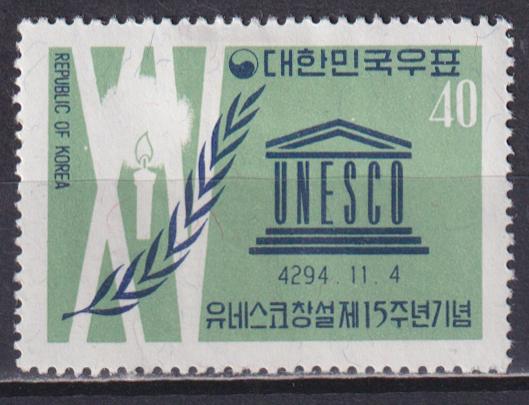 대한민국우표
REPUBLIC OF KOREA
40
UNESCO
4294.11.4
유네스코창설제15주년기념